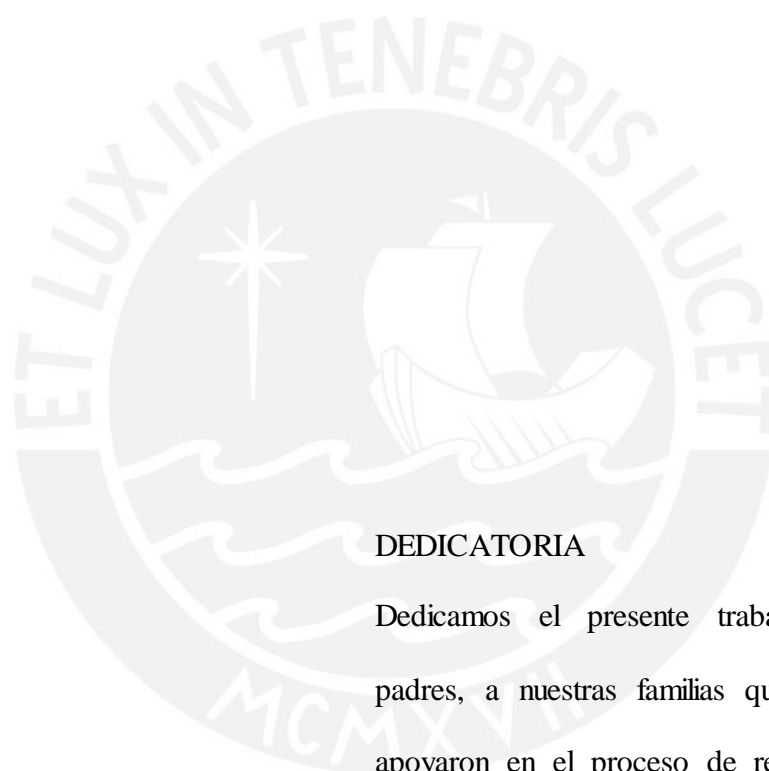 ET LUX IN TENEBRIS LUCET
MCMXVII
DEDICATORIA
Dedicamos el presente
padres, a nuestras familias
apoyaron en el proceso de